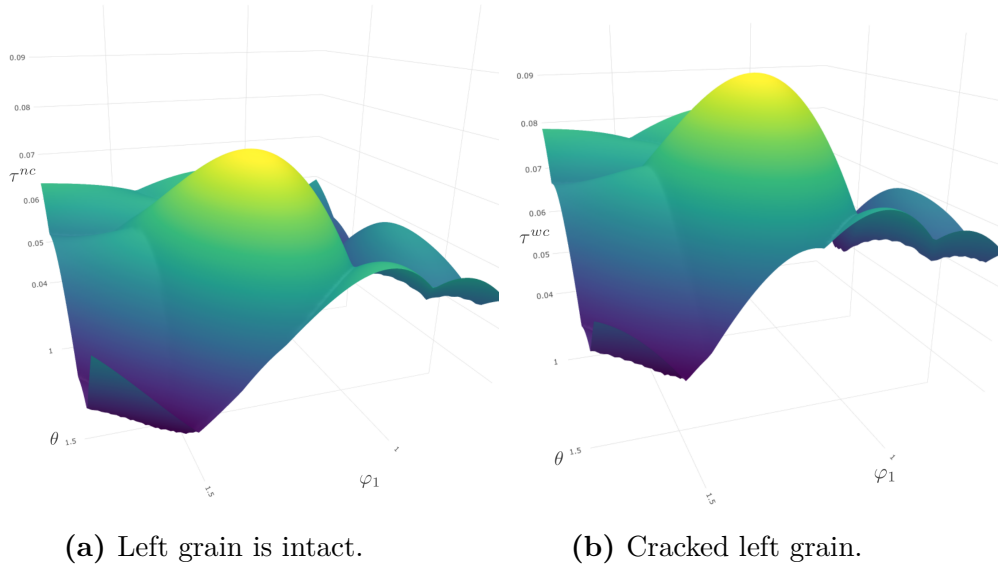 0.09
0.08
0.07
τ^{nc}
0.06
0.05
0.04
1
θ 1.5
1
φ₁
1.5
0.09
0.08
0.07
0.06
τ^{wc}
0.05
0.04
1
1.5
θ
1
φ₁
1.5
(a) Left grain is intact.
(b) Cracked left grain.